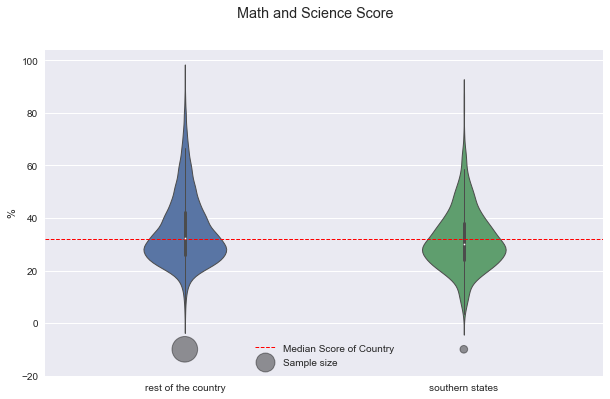 Math and Science Score
100
80
60
40
20
0
−20
%
Median Score of Country
Sample size
rest of the country
southern states